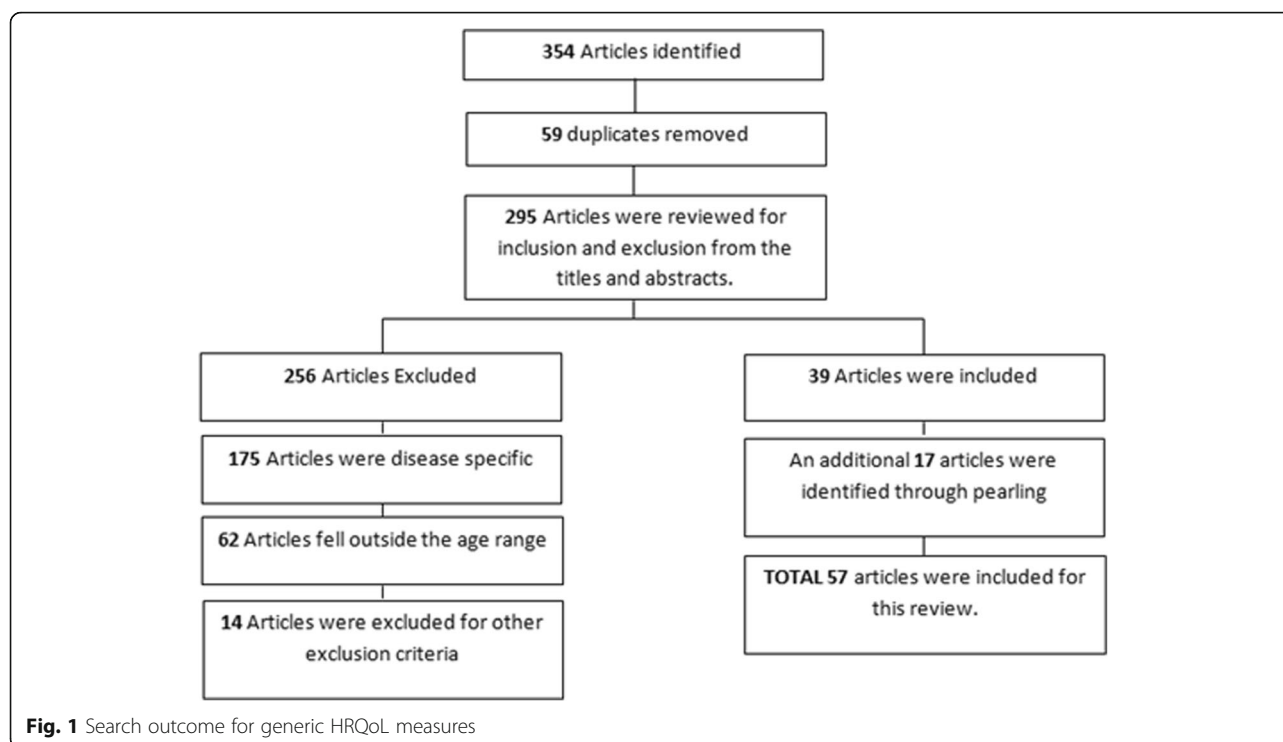 354 Articles identified
59 duplicates removed
295 Articles were reviewed for
inclusion and exclusion from the
titles and abstracts.
256 Articles Excluded
175 Articles were disease specific
62 Articles fell outside the age range
14 Articles were excluded for other
exclusion criteria
39 Articles were included
An additional 17 articles were
identified through pearling
TOTAL 57 articles were included for
this review.
Fig. 1 Search outcome for generic HRQoL measures